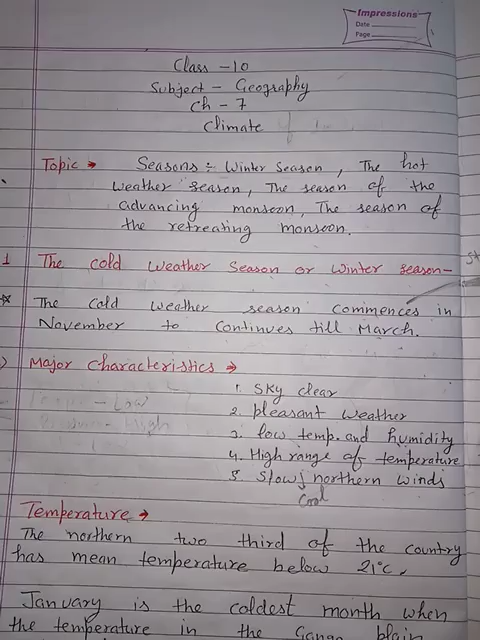 Impressions
Date
Page
Class - 10
Subject - Geography
Ch - 7
Climate
Topic → Seasons :- Winter Season, The hot
weather season, The season of the
advancing monsoon, The season of
the retreating monsoon.
1 The cold weather Season or Winter season-
The cold weather season commences in
November to continues till March.
Major characteristics →
1. Sky clear
2. pleasant weather
3. low temp. and humidity
4. High range of temperature
5. Slow, northern winds
Cool
Temperature →
The northern two third of the country
has mean temperature below 21°C.
January is the coldest month when
the temperature in the Ganga plain